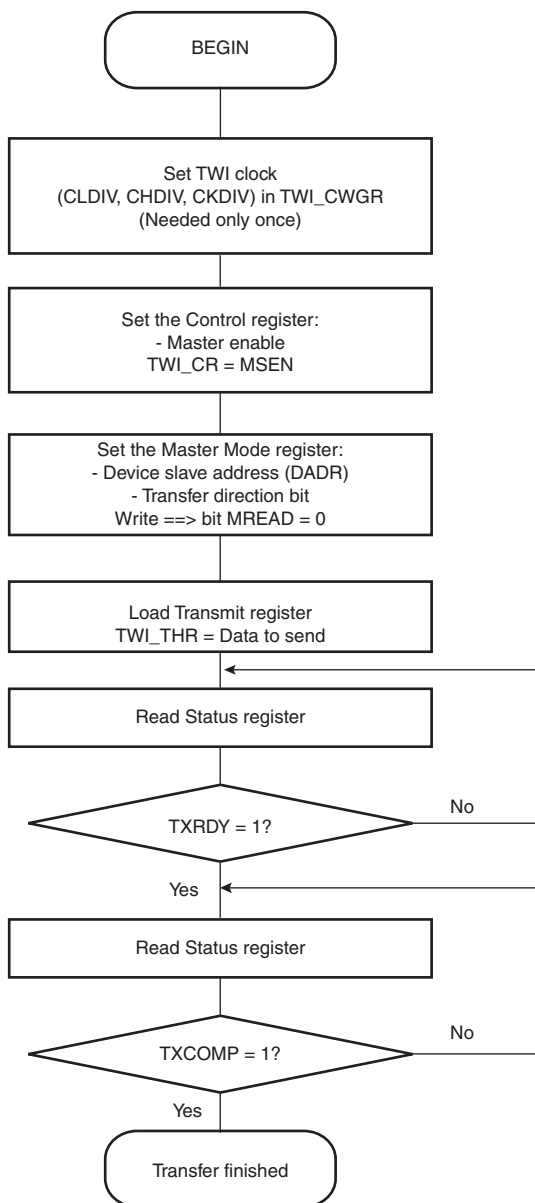 BEGIN
Set TWI clock
(CLDIV, CHDIV, CKDIV) in TWI_CWGR
(Needed only once)
Set the Control register:
- Master enable
TWI_CR = MSEN
Set the Master Mode register:
- Device slave address (DADR)
- Transfer direction bit
Write ==> bit MREAD = 0
Load Transmit register
TWI_THR = Data to send
Read Status register
TXRDY = 1?
No
Yes
Read Status register
TXCOMP = 1?
No
Yes
Transfer finished